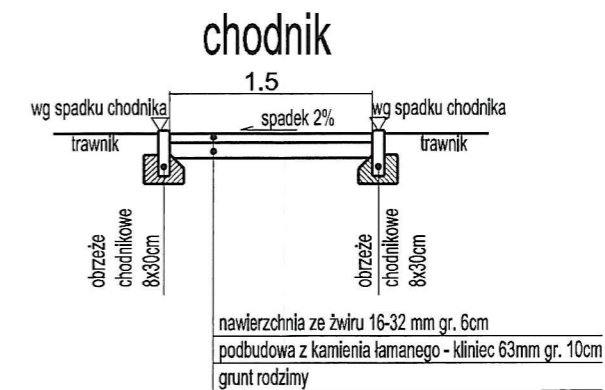 chodnik
1.5
wg spadku chodnika
spadek 2%
wg spadku chodnika
trawnik
trawnik
obrzeże
chodnikowe
8x30cm
obrzeże
chodnikowe
8x30cm
nawierzchnia ze żwiru 16-32 mm gr. 6cm
podbudowa z kamienia łamanego - kliniec 63mm gr. 10cm
grunt rodzimy